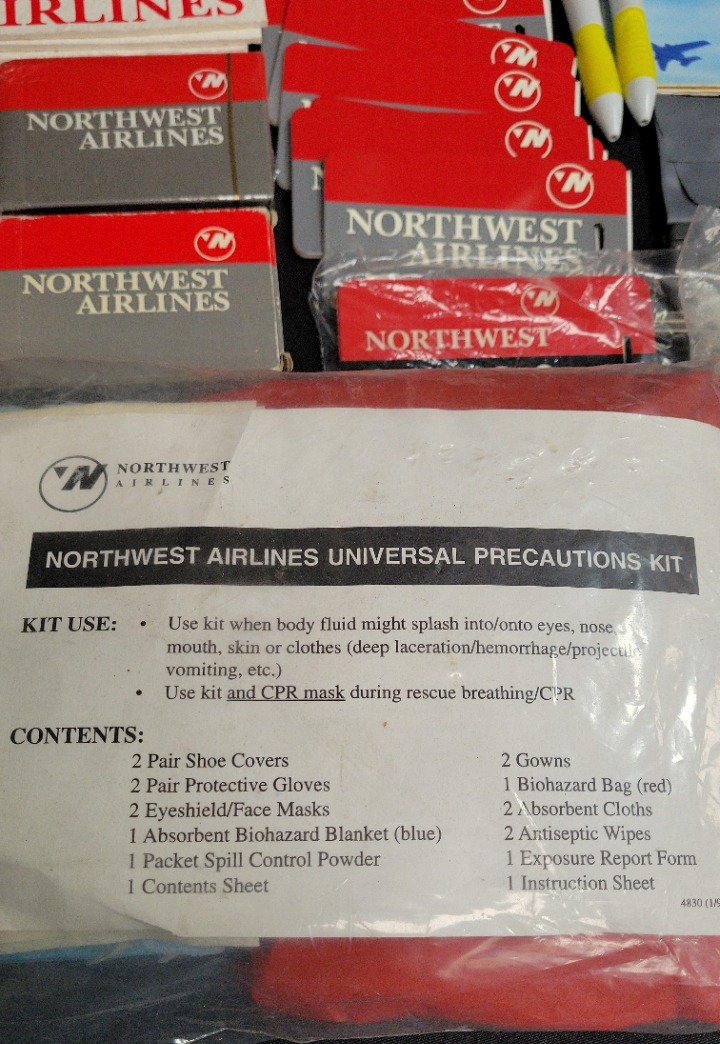 AIRLINES
NORTHWEST
AIRLINES
NORTHWEST
AIRLINES
NORTHWEST
AIRLINES
NORTHWEST
NORTHWEST
AIRLINES
NORTHWEST AIRLINES UNIVERSAL PRECAUTIONS KIT
KIT USE: • Use kit when body fluid might splash into/onto eyes, nose,
mouth, skin or clothes (deep laceration/hemorrhage/projectile
vomiting, etc.)
• Use kit and CPR mask during rescue breathing/CPR
CONTENTS:
2 Pair Shoe Covers 2 Gowns
2 Pair Protective Gloves 1 Biohazard Bag (red)
2 Eyeshield/Face Masks 2 Absorbent Cloths
1 Absorbent Biohazard Blanket (blue) 2 Antiseptic Wipes
1 Packet Spill Control Powder 1 Exposure Report Form
1 Contents Sheet 1 Instruction Sheet
4830 (1/9